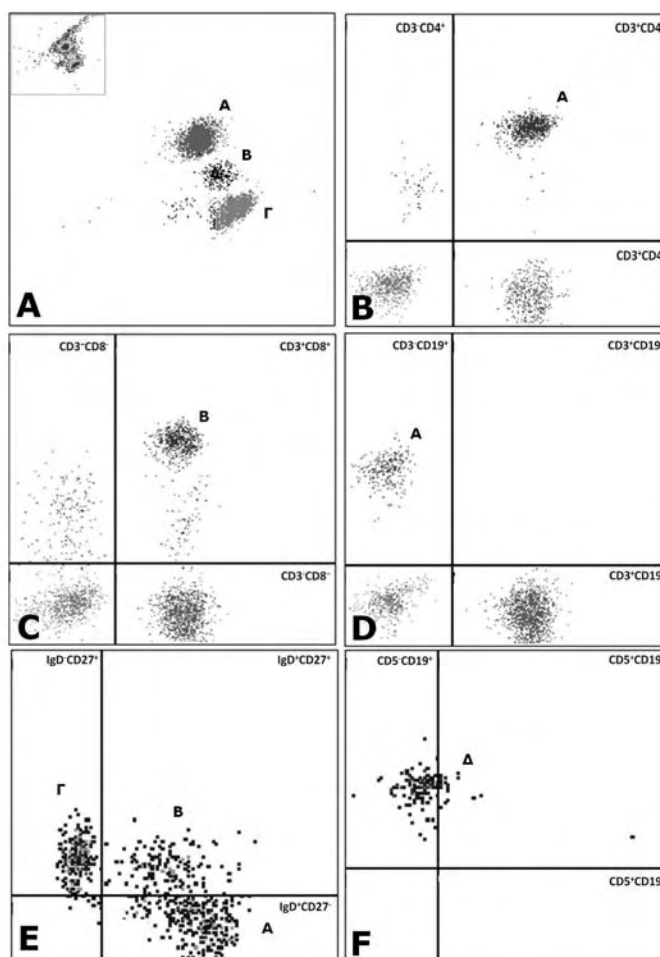 Α
Β
Δ
Γ
A
CD3⁻CD4⁺ CD3⁺CD4
Α
CD3⁺CD4
B
CD3⁻CD8⁻ CD3⁺CD8⁺
Β
CD3⁻CD8⁻
C
CD3⁻CD19⁺ CD3⁺CD19
Α
CD3⁺CD19
D
IgD⁻CD27⁺ IgD⁺CD27⁺
Γ
Β
IgD⁺CD27⁻
Α
E
CD5⁻CD19⁺ CD5⁺CD19
Δ
CD5⁺CD19
F